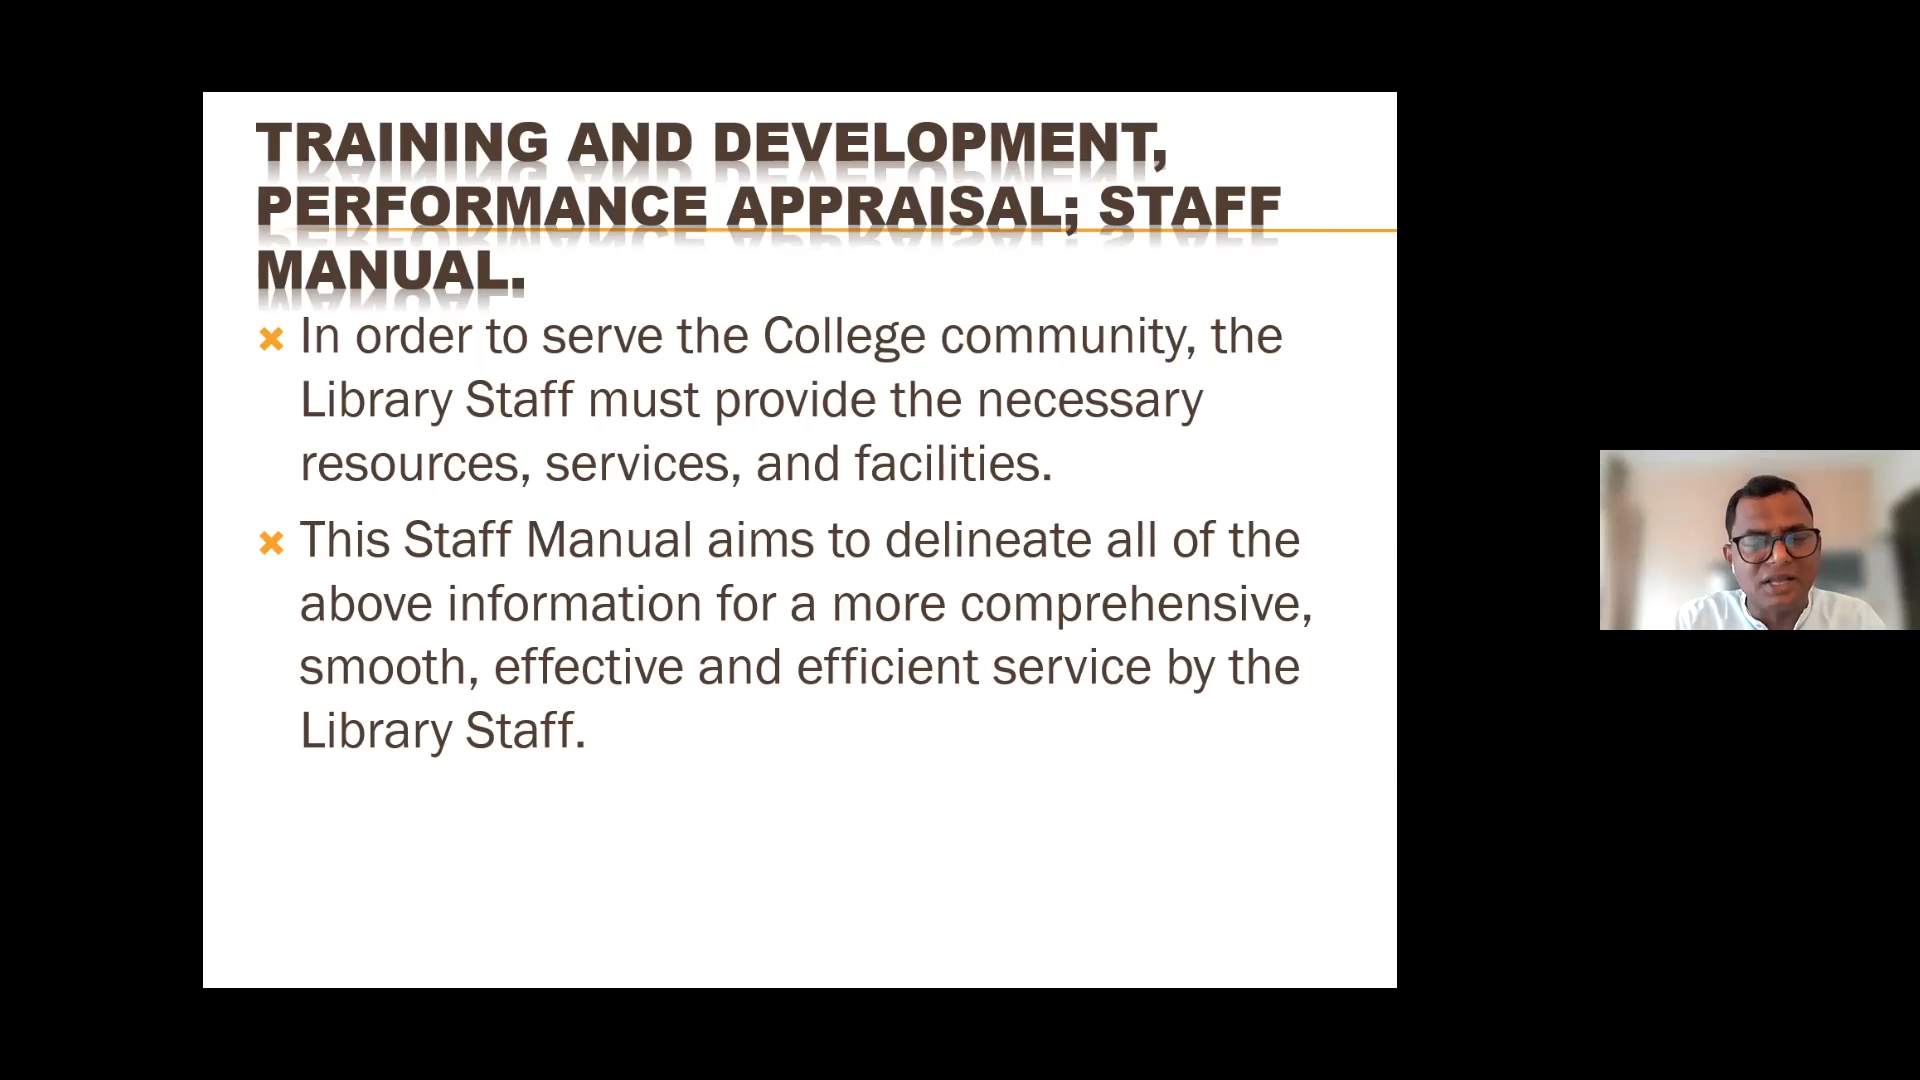 TRAINING AND DEVELOPMENT,
PERFORMANCE APPRAISAL; STAFF
MANUAL.
In order to serve the College community, the
Library Staff must provide the necessary
resources, services, and facilities.
This Staff Manual aims to delineate all of the
above information for a more comprehensive,
smooth, effective and efficient service by the
Library Staff.